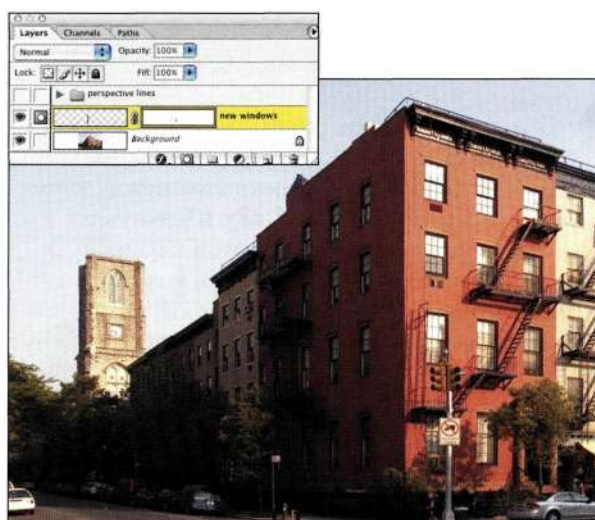 Layers Channels Paths
Normal Opacity: 100%
Lock: Fill: 100%
perspective lines
new windows
Background